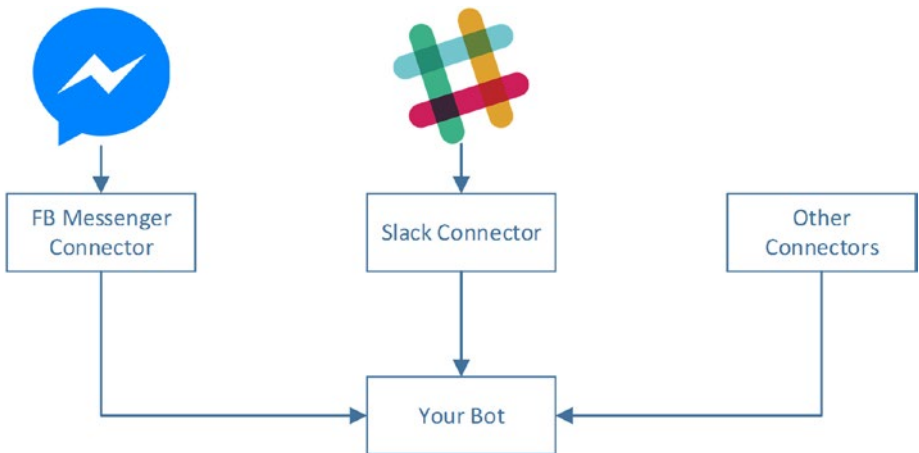 FB Messenger
Connector
Slack Connector
Other
Connectors
Your Bot